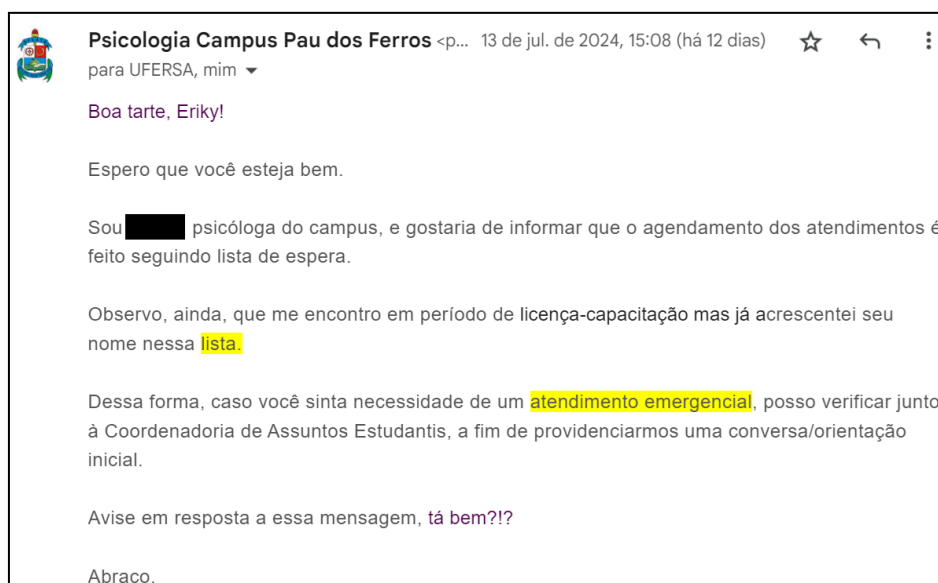 Psicologia Campus Pau dos Ferros <p... 13 de jul. de 2024, 15:08 (há 12 dias)
para UFERSA, mim
Boa tarte, Eriky!
Espero que você esteja bem.
Sou psicóloga do campus, e gostaria de informar que o agendamento dos atendimentos é
feito seguindo lista de espera.
Observo, ainda, que me encontro em período de licença-capacitação mas já acrescentei seu
nome nessa lista.
Dessa forma, caso você sinta necessidade de um atendimento emergencial, posso verificar junto
à Coordenadoria de Assuntos Estudantis, a fim de providenciarmos uma conversa/orientação
inicial.
Avise em resposta a essa mensagem, tá bem?!?
Abraço.